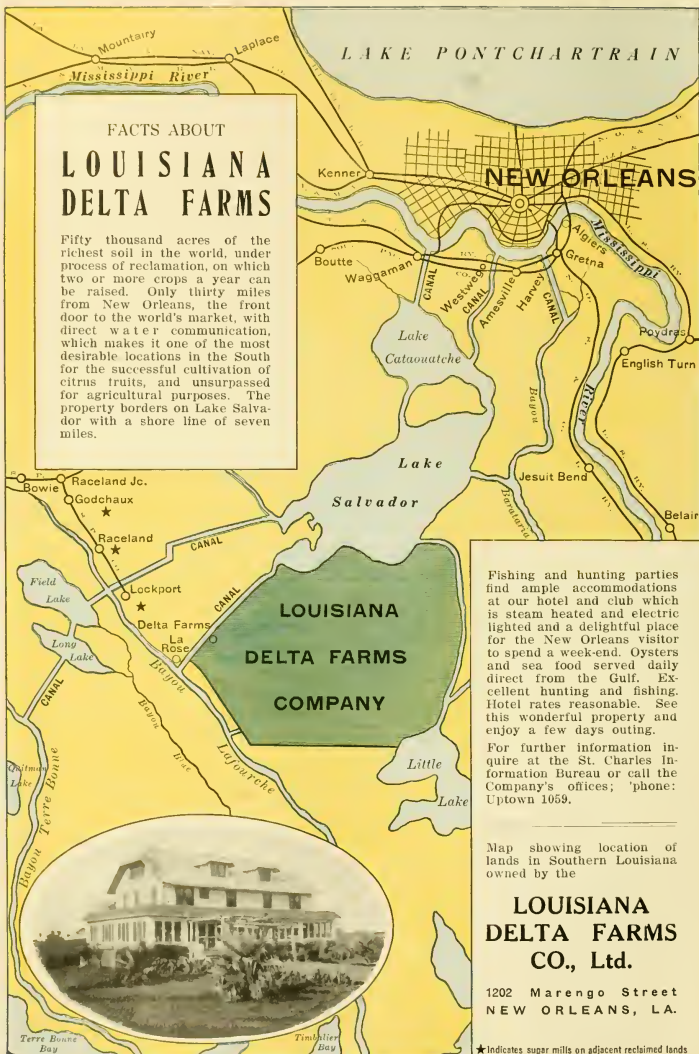 LAKE PONTCHARTRAIN
Mountairy
Laplace
Mississippi River
FACTS ABOUT
LOUISIANA
DELTA FARMS
Fifty thousand acres of the
richest soil in the world, under
process of reclamation, on which
two or more crops a year can
be raised. Only thirty miles
from New Orleans, the front
door to the world's market, with
direct water communication,
which makes it one of the most
desirable locations in the South
for the successful cultivation of
citrus fruits, and unsurpassed
for agricultural purposes. The
property borders on Lake Salva-
dor with a shore line of seven
miles.
Kenner
NEW ORLEANS
Mississippi
River
Algiers
Gretna
Boutte
Waggaman
CANAL
Westwego
CANAL
Amesville
Harvey
CANAL
Poydras
English Turn
Lake
Cataouatche
Bayou
Barataria
Jesuit Bend
Belair
Lake
Salvador
Bowie
Raceland Jc.
Godchaux
★
Raceland
★
CANAL
Lockport
★
Field
Lake
Long
Lake
CANAL
Delta Farms
La
Rose
CANAL
LOUISIANA
DELTA FARMS
COMPANY
Bayou
Lafourche
Bayou
Blue
Quitman
Lake
Bayou Terre Bonne
Little
Lake
Terre Bonne
Bay
Timbalier
Bay
Fishing and hunting parties
find ample accommodations
at our hotel and club which
is steam heated and electric
lighted and a delightful place
for the New Orleans visitor
to spend a week-end. Oysters
and sea food served daily
direct from the Gulf. Ex-
cellent hunting and fishing.
Hotel rates reasonable. See
this wonderful property and
enjoy a few days outing.
For further information in-
quire at the St. Charles In-
formation Bureau or call the
Company's offices; 'phone:
Uptown 1059.
Map showing location of
lands in Southern Louisiana
owned by the
LOUISIANA
DELTA FARMS
CO., Ltd.
1202 Marengo Street
NEW ORLEANS, LA.
★Indicates sugar mills on adjacent reclaimed lands